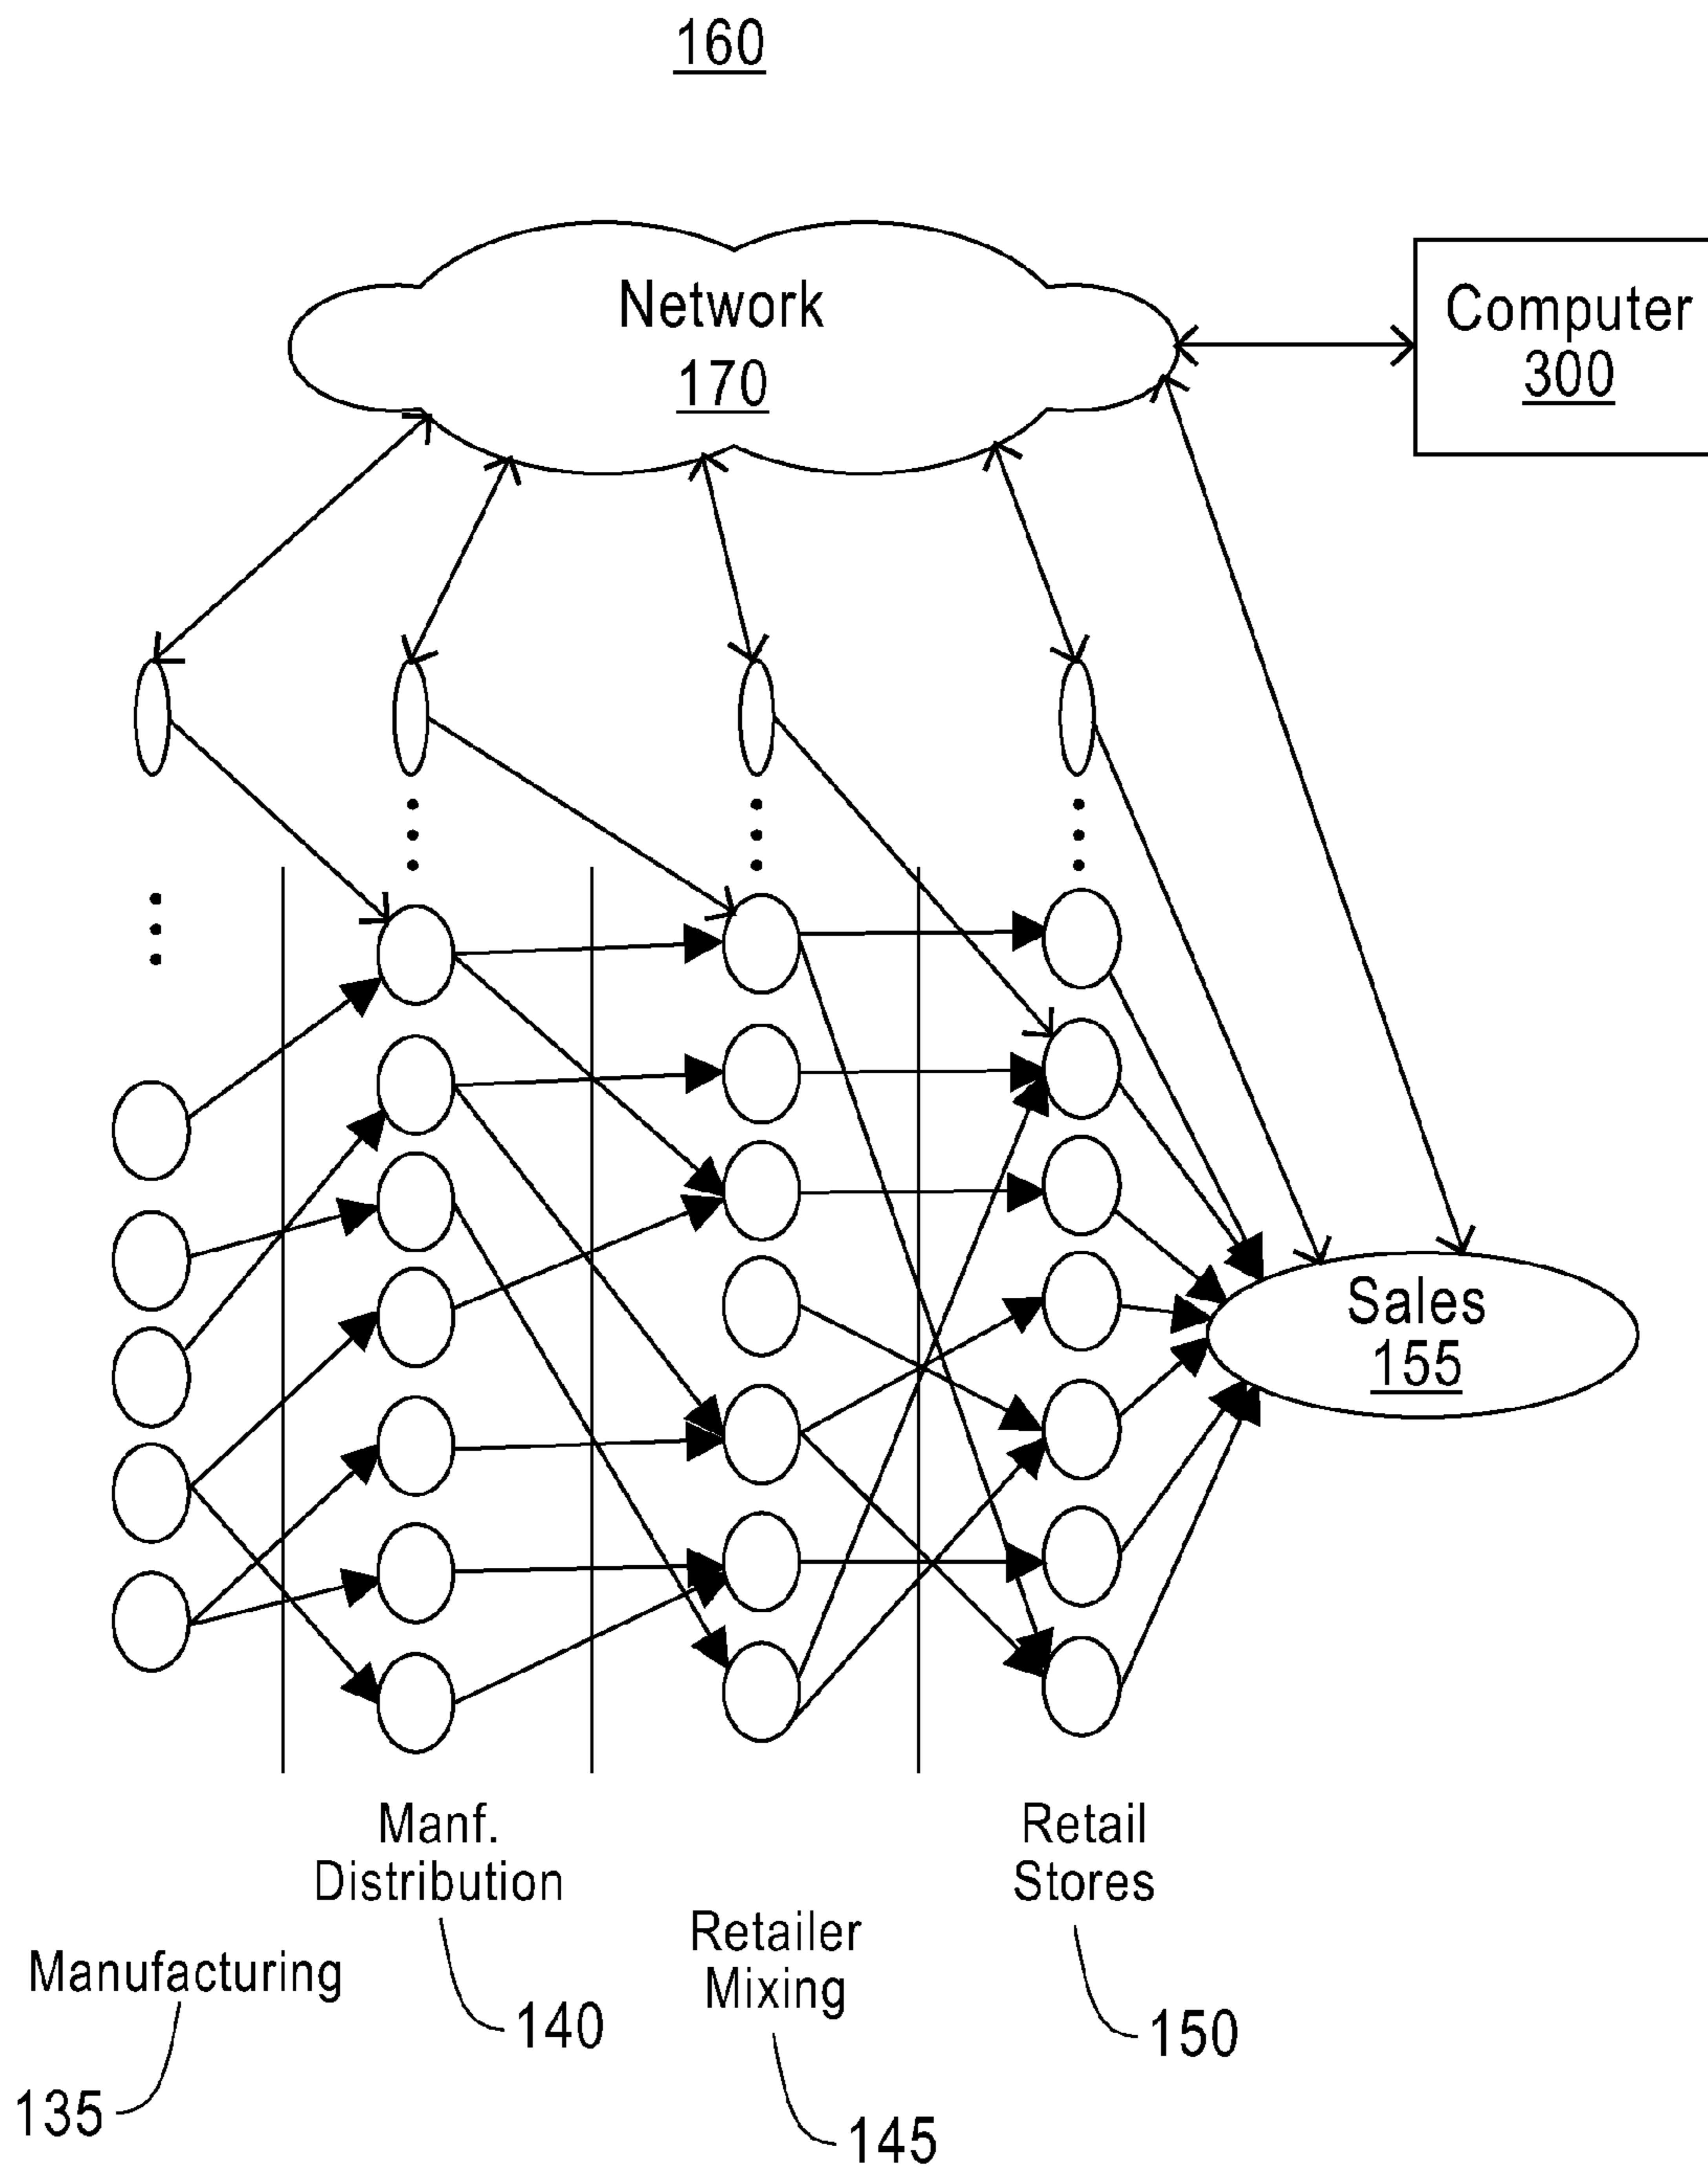 160
Network
170
Computer
300
Sales
155
Manf.
Distribution
140
Retail
Stores
150
Retailer
Mixing
145
Manufacturing
135